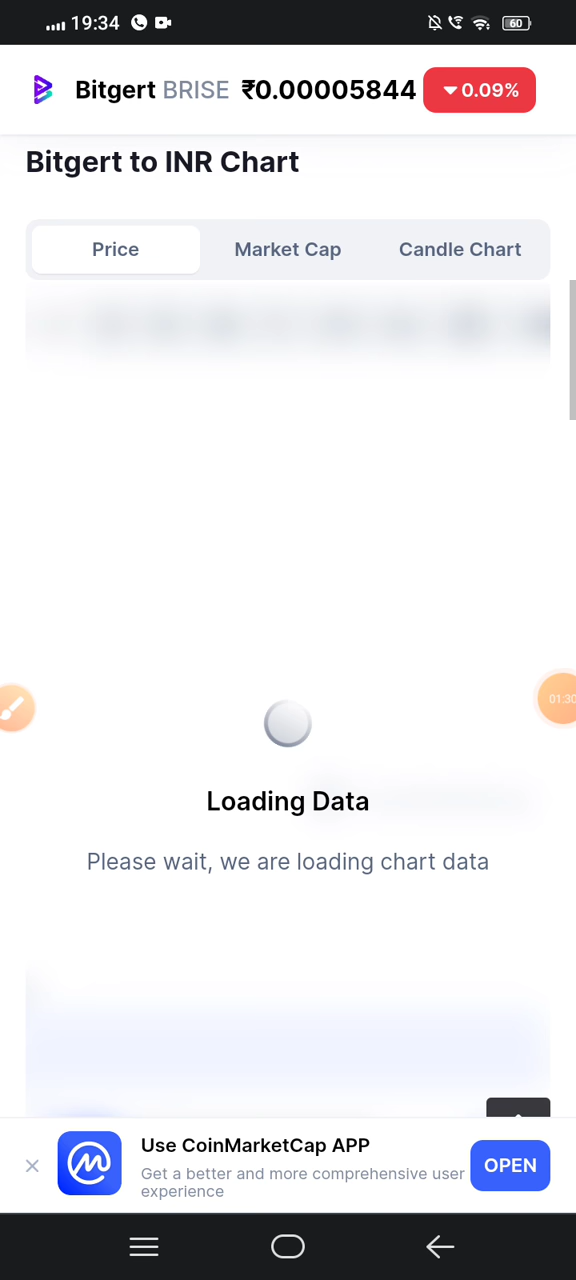 19:34
60
Bitgert BRISE ₹0.00005844 0.09%
Bitgert to INR Chart
Price Market Cap Candle Chart
01:30
Loading Data
Please wait, we are loading chart data
Use CoinMarketCap APP
Get a better and more comprehensive user
experience
OPEN